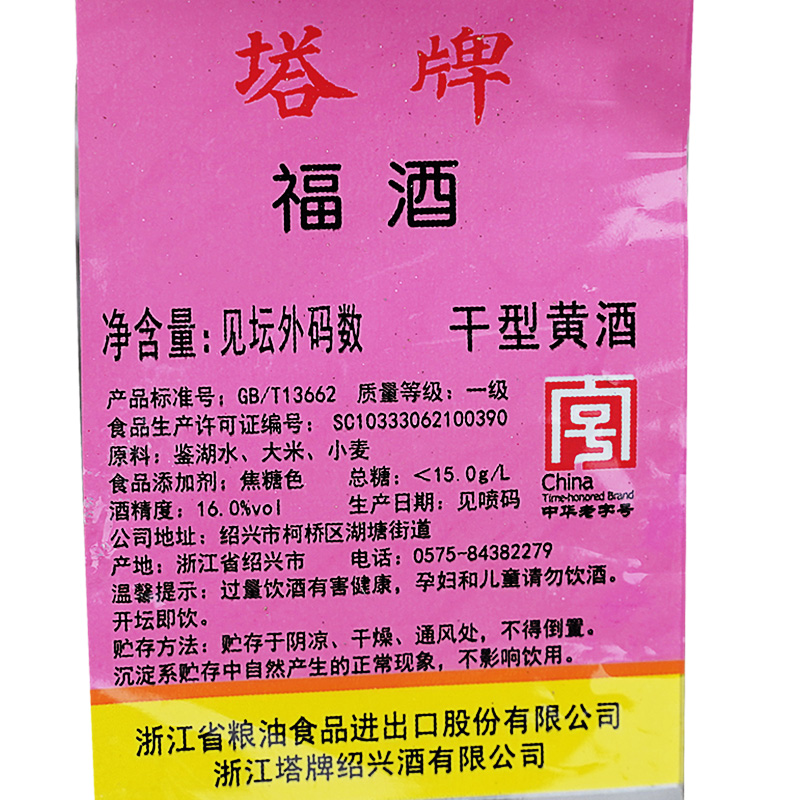 塔牌
福酒
净含量:见坛外码数 干型黄酒
产品标准号：GB/T13662 质量等级：一级
食品生产许可证编号：SC10333062100390
原料：鉴湖水、大米、小麦
食品添加剂：焦糖色 总糖：＜15.0g/L
酒精度：16.0%vol 生产日期：见喷码
公司地址：绍兴市柯桥区湖塘街道
产地：浙江省绍兴市 电话：0575-84382279
温馨提示：过量饮酒有害健康，孕妇和儿童请勿饮酒。
开坛即饮。
贮存方法：贮存于阴凉、干燥、通风处，不得倒置。
沉淀系贮存中自然产生的正常现象，不影响饮用。
字号
China
Time-honored Brand
中华老字号
浙江省粮油食品进出口股份有限公司
浙江塔牌绍兴酒有限公司